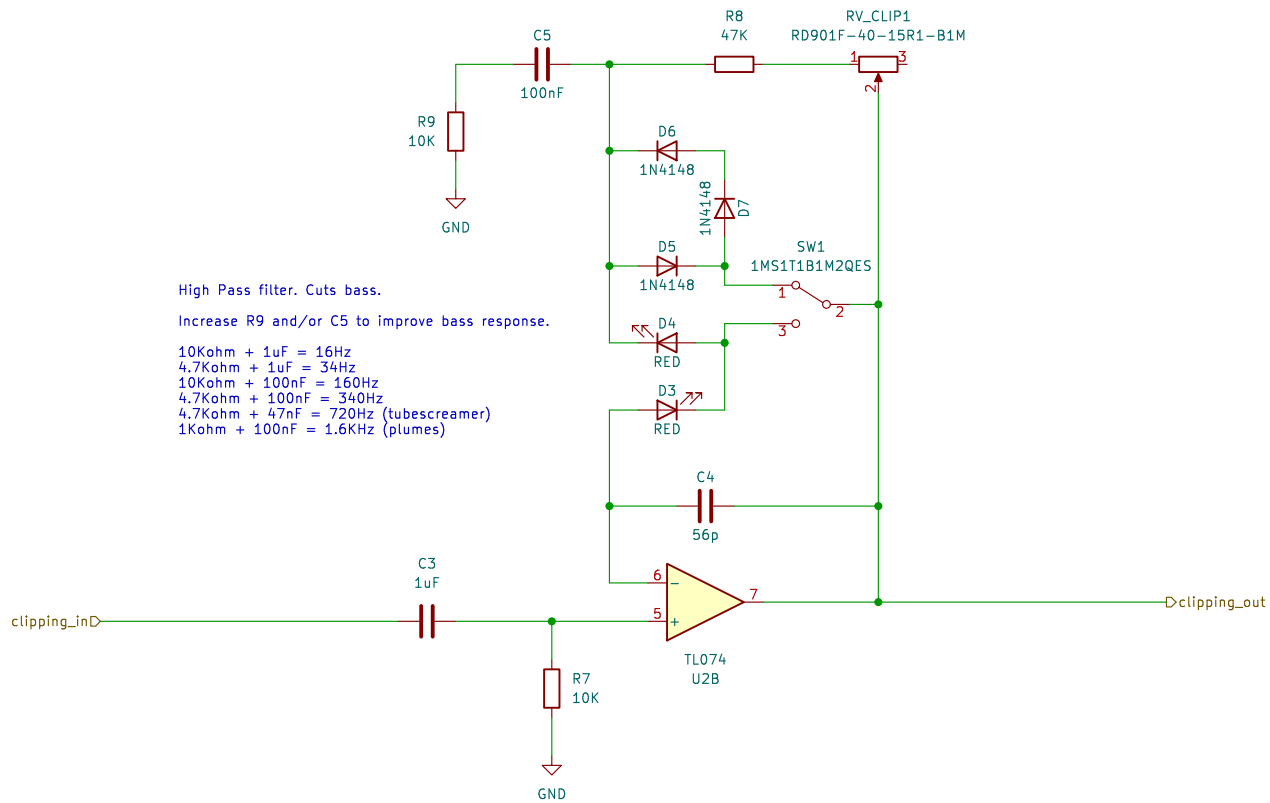 R8
47K
RV_CLIP1
RD901F-40-15R1-B1M
1
3
2
C5
100nF
R9
10K
GND
D6
1N4148
1N4148
D7
D5
1N4148
SW1
1MS1T1B1M2QES
1
2
3
D4
RED
D3
RED
High Pass filter. Cuts bass.
Increase R9 and/or C5 to improve bass response.
10Kohm + 1uF = 16Hz
4.7Kohm + 1uF = 34Hz
10Kohm + 100nF = 160Hz
4.7Kohm + 100nF = 340Hz
4.7Kohm + 47nF = 720Hz (tubescreamer)
1Kohm + 100nF = 1.6KHz (plumes)
C4
56p
C3
1uF
6
−
7
5
+
TL074
U2B
clipping_in
clipping_out
R7
10K
GND